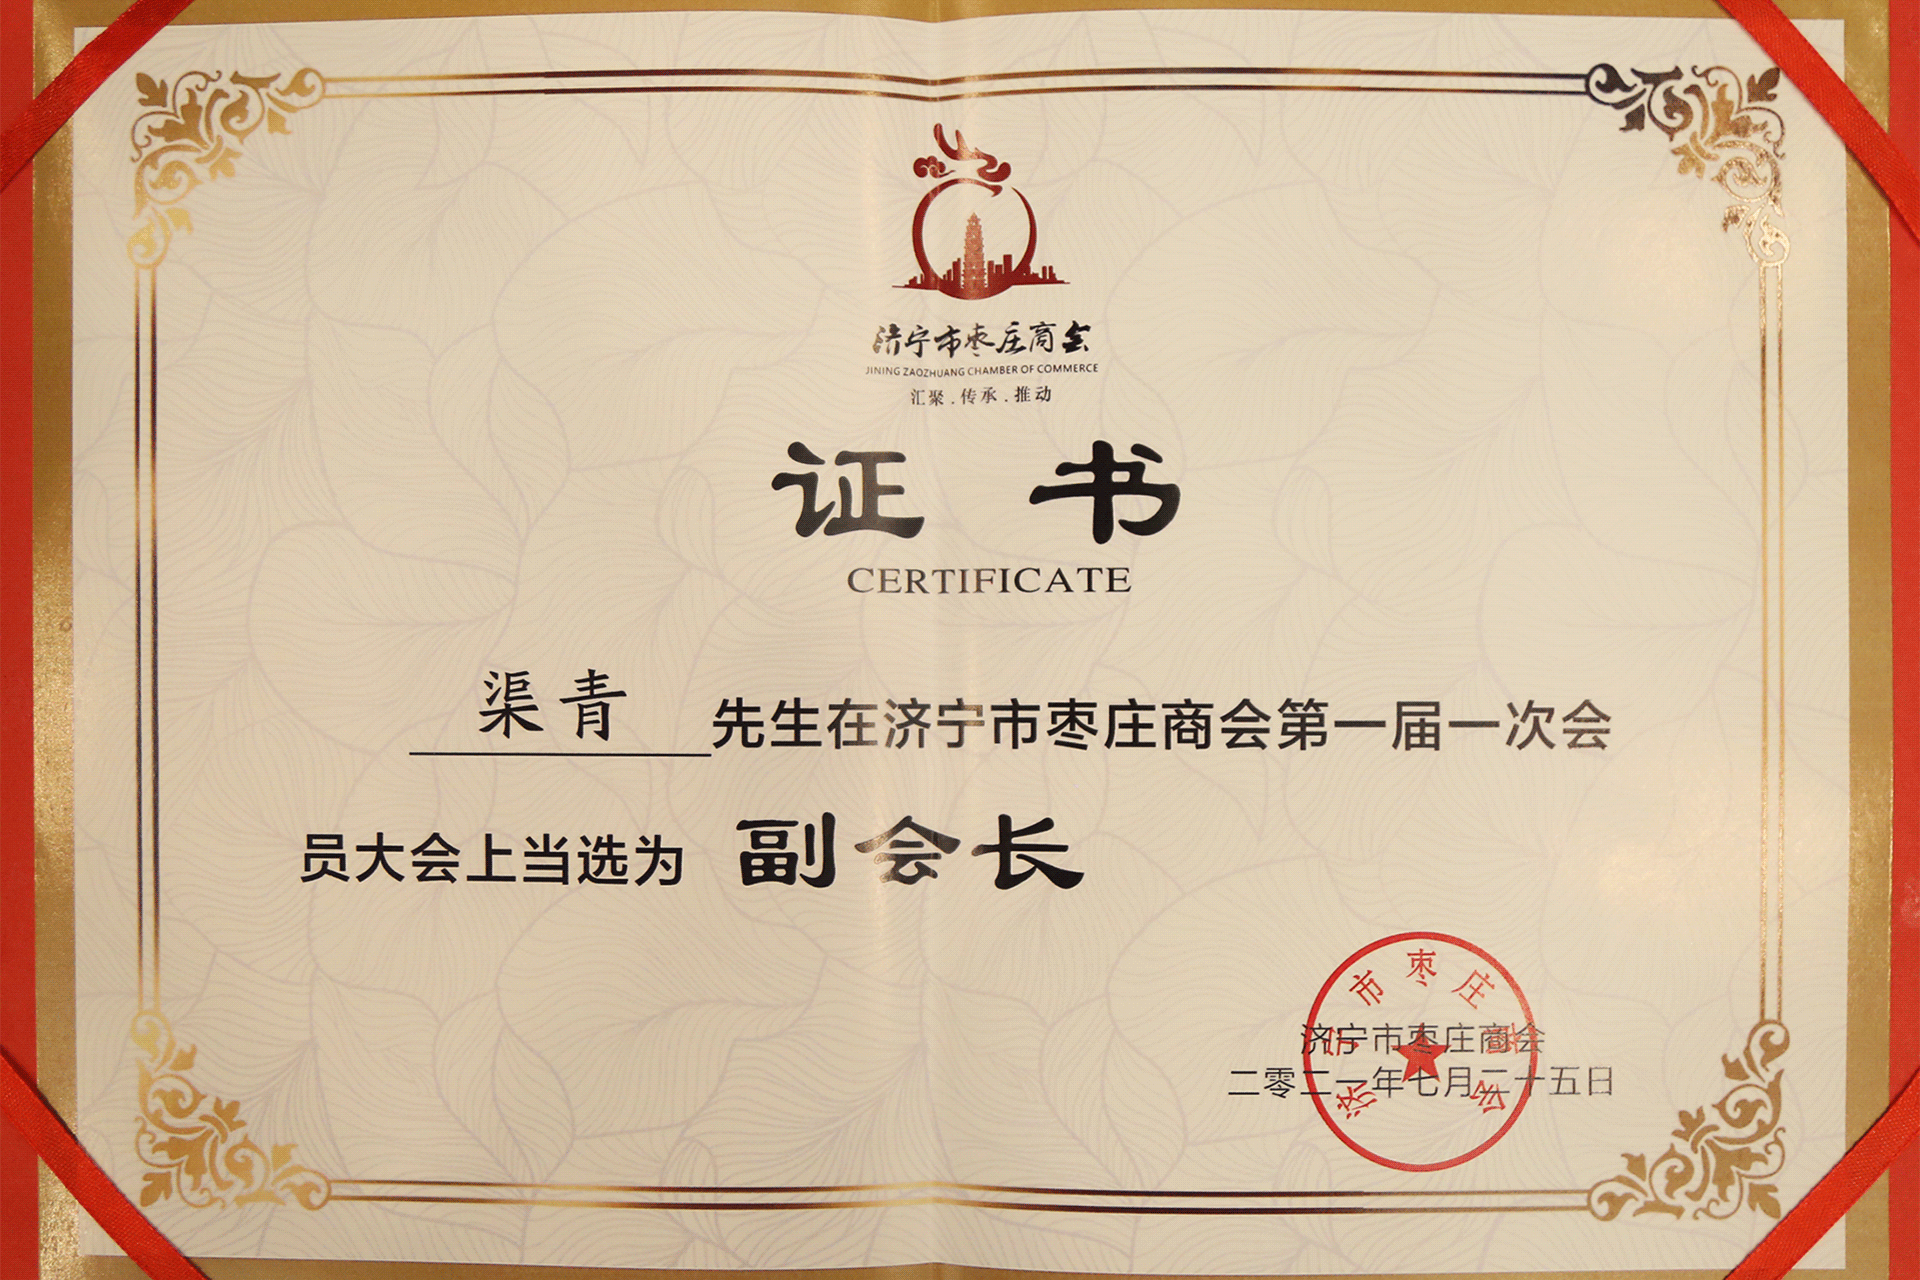 济宁市枣庄商会
JINING ZAOZHUANG CHAMBER OF COMMERCE
汇聚.传承.推动
证书
CERTIFICATE
渠青先生在济宁市枣庄商会第一届一次会
员大会上当选为 副会长
济宁市枣庄商会
济宁市枣庄商会
二零二一年七月二十五日